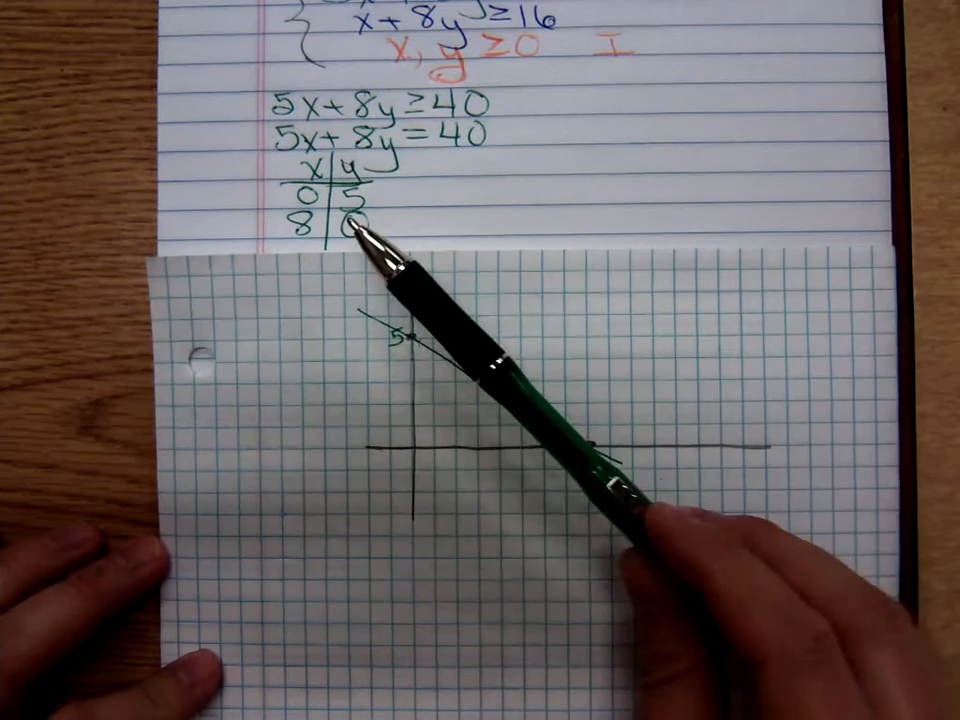 x + 8y ≥ 16
x, y ≥ 0 I
5x + 8y ≥ 40
5x + 8y = 40
x y
0 5
8 0
5